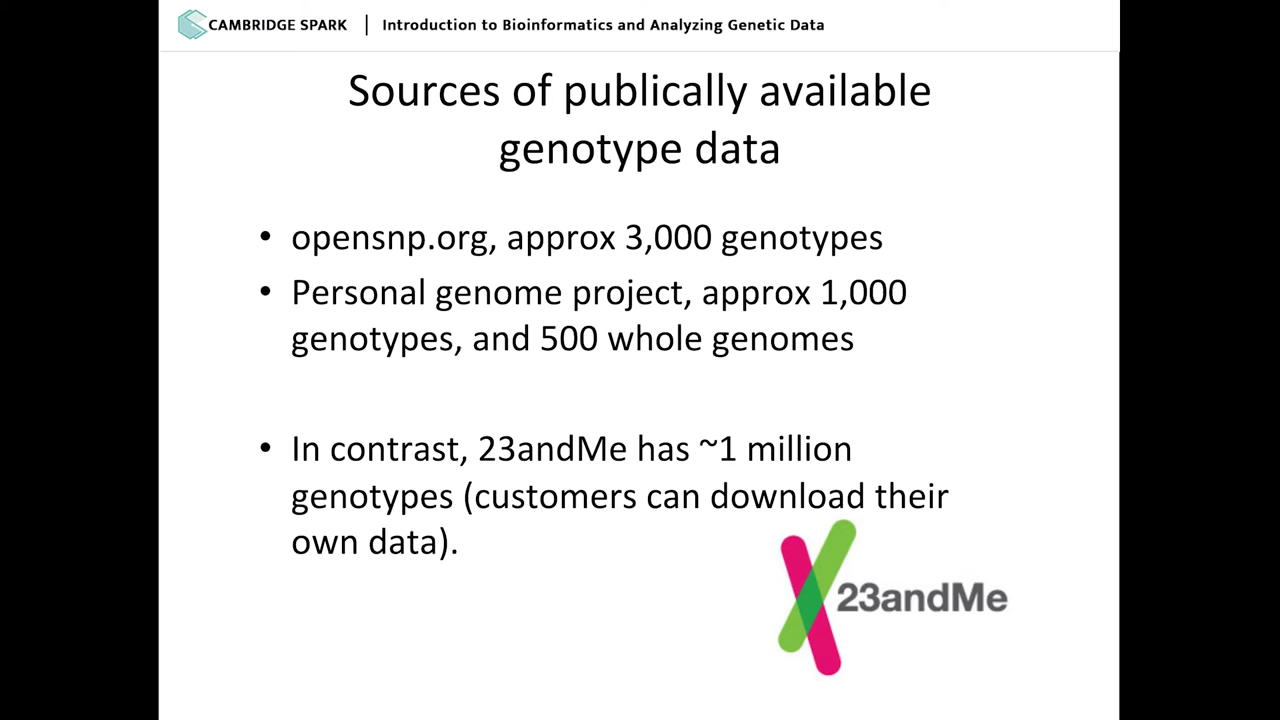 CAMBRIDGE SPARK | Introduction to Bioinformatics and Analyzing Genetic Data
Sources of publically available
genotype data
• opensnp.org, approx 3,000 genotypes
• Personal genome project, approx 1,000
genotypes, and 500 whole genomes
• In contrast, 23andMe has ~1 million
genotypes (customers can download their
own data).
23andMe